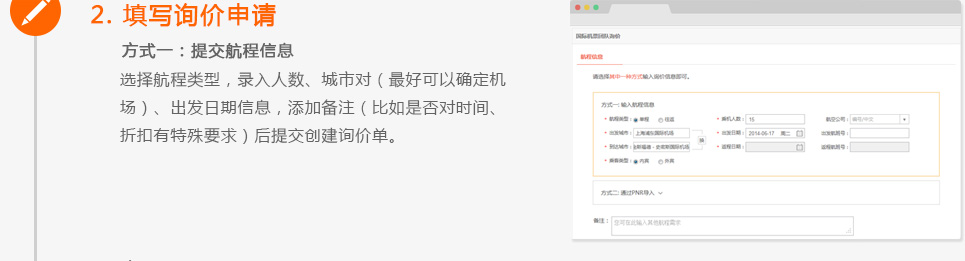 2. 填写询价申请
方式一：提交航程信息
选择航程类型，录入人数、城市对（最好可以确定机
场）、出发日期信息，添加备注（比如是否对时间、
折扣有特殊要求）后提交创建询价单。
国际机票团队询价
航程信息
请选择其中一种方式输入询价信息即可。
方式一: 输入航程信息
* 航程类型： 单程 往返 * 乘机人数： 15 航空公司： 编号/中文
* 出发城市： 上海浦东国际机场 * 出发日期： 2014-06-17 周二 出发航班号：
换
* 到达城市： 返程日期： 返程航班号：
* 乘客类型： 内宾 外宾
方式二: 通过PNR导入
备注： 您可在此输入其他航程需求